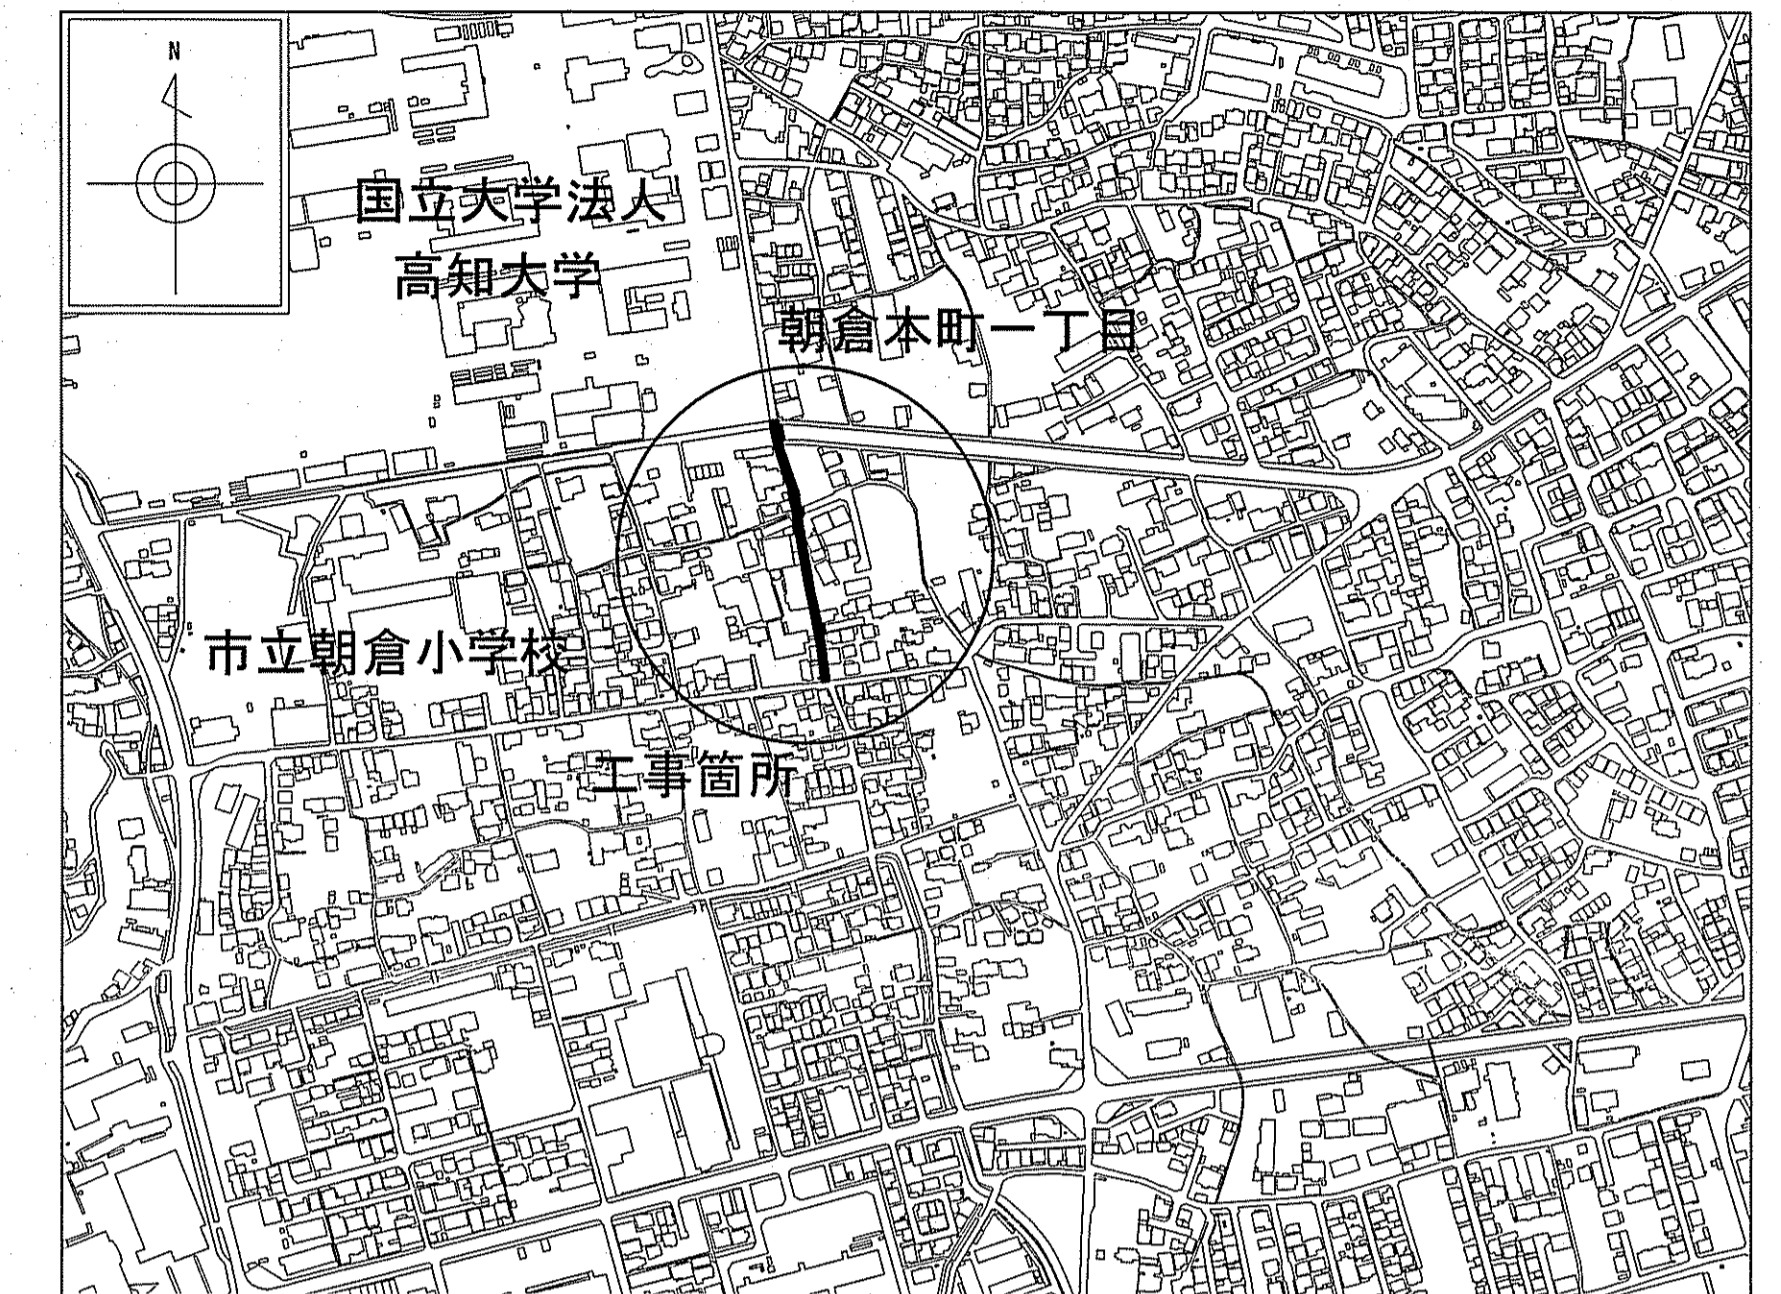 N
国立大学法人
高知大学
朝倉本町一丁目
市立朝倉小学校
工事箇所